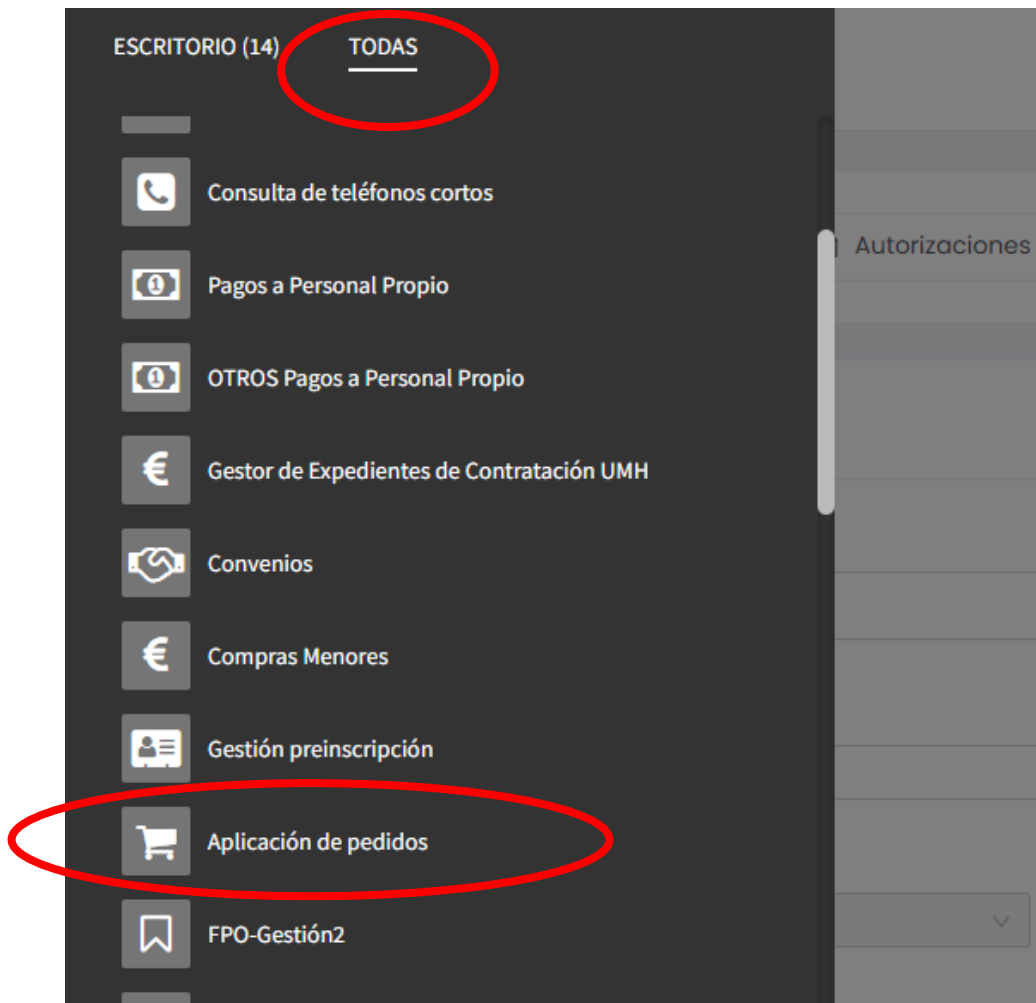 ESCRITORIO (14) TODAS
Consulta de teléfonos cortos
Autorizaciones
Pagos a Personal Propio
OTROS Pagos a Personal Propio
Gestor de Expedientes de Contratación UMH
Convenios
Compras Menores
Gestión preinscripción
Aplicación de pedidos
FPO-Gestión2